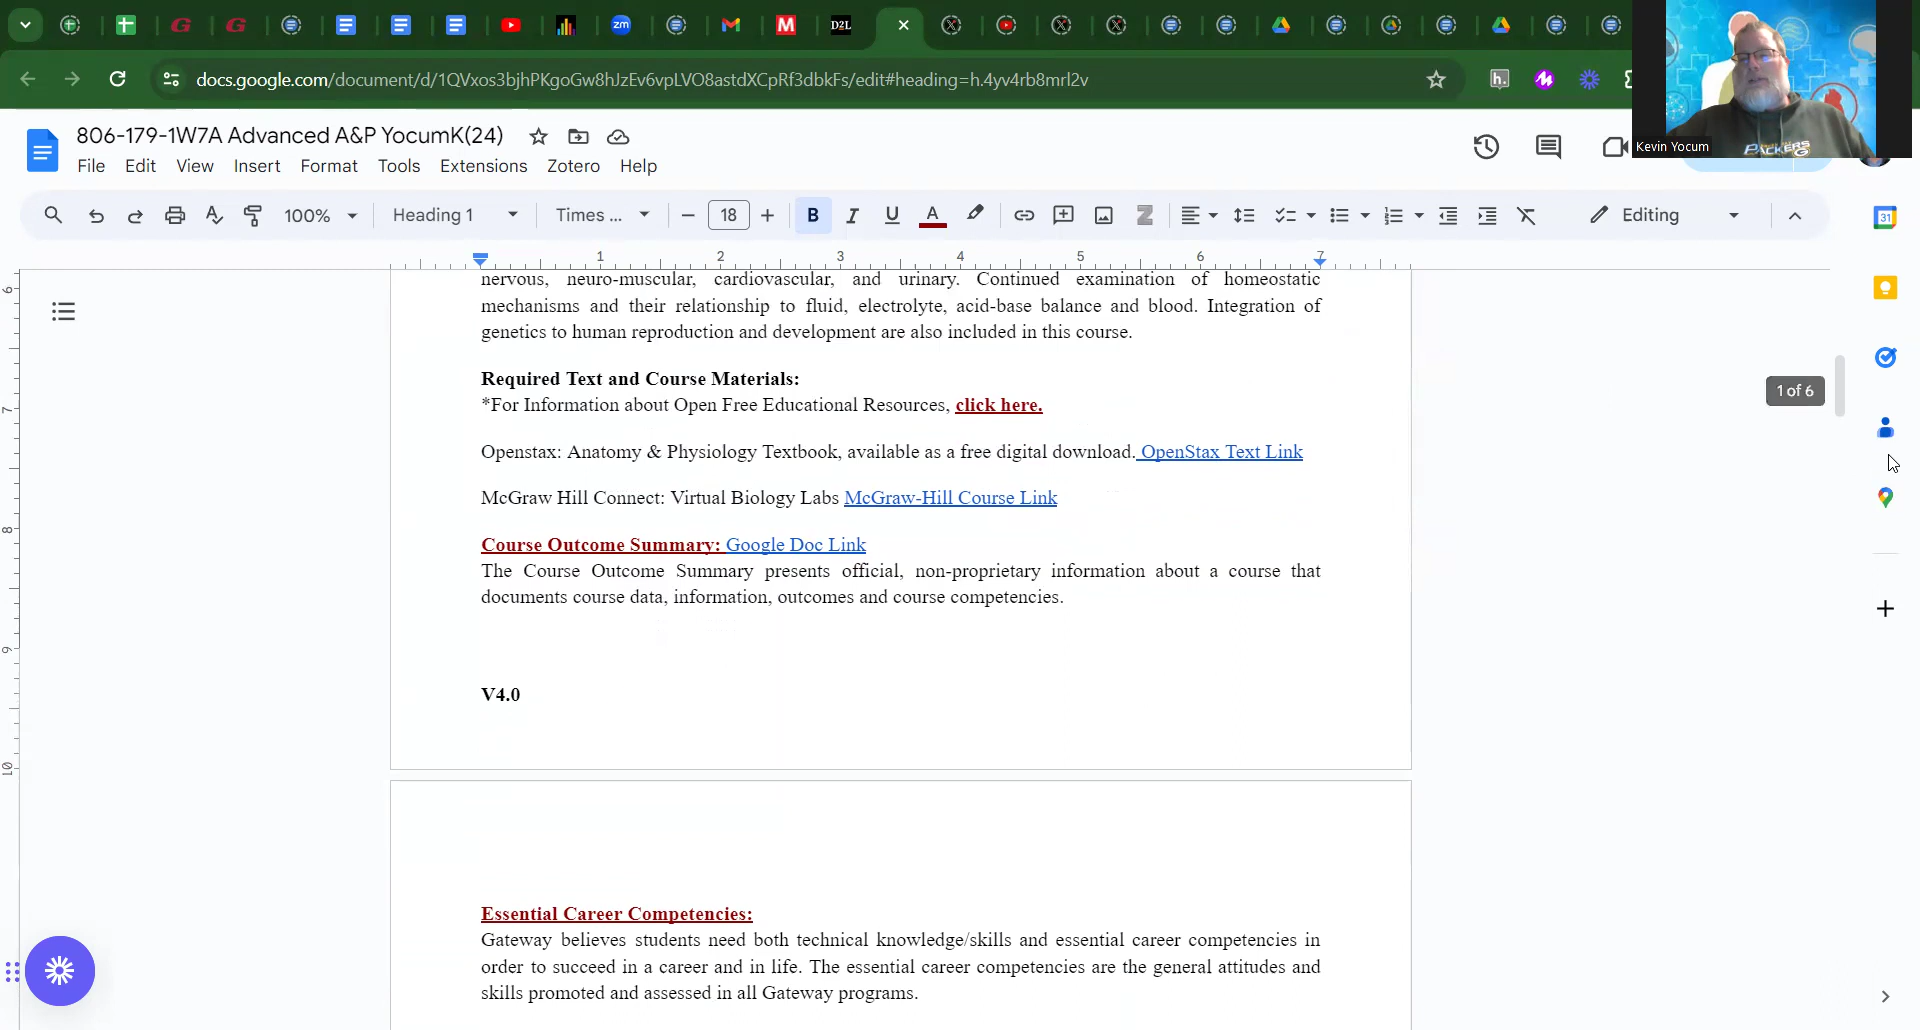 D2L
docs.google.com/document/d/1QVxos3bjhPKgoGw8hJzEv6vpLVO8astdXCpRf3dbkFs/edit#heading=h.4yv4rb8mrl2v
806-179-1W7A Advanced A&P YocumK(24)
File Edit View Insert Format Tools Extensions Zotero Help
PACKERS
Kevin Yocum
100% Heading 1 Times ... 18 B I U A Editing
1 2 3 4 5 6 7
nervous, neuro-muscular, cardiovascular, and urinary. Continued examination of homeostatic
mechanisms and their relationship to fluid, electrolyte, acid-base balance and blood. Integration of
genetics to human reproduction and development are also included in this course.
Required Text and Course Materials:
*For Information about Open Free Educational Resources, click here.
1 of 6
Openstax: Anatomy & Physiology Textbook, available as a free digital download. OpenStax Text Link
McGraw Hill Connect: Virtual Biology Labs McGraw-Hill Course Link
Course Outcome Summary: Google Doc Link
The Course Outcome Summary presents official, non-proprietary information about a course that
documents course data, information, outcomes and course competencies.
V4.0
Essential Career Competencies:
Gateway believes students need both technical knowledge/skills and essential career competencies in
order to succeed in a career and in life. The essential career competencies are the general attitudes and
skills promoted and assessed in all Gateway programs.